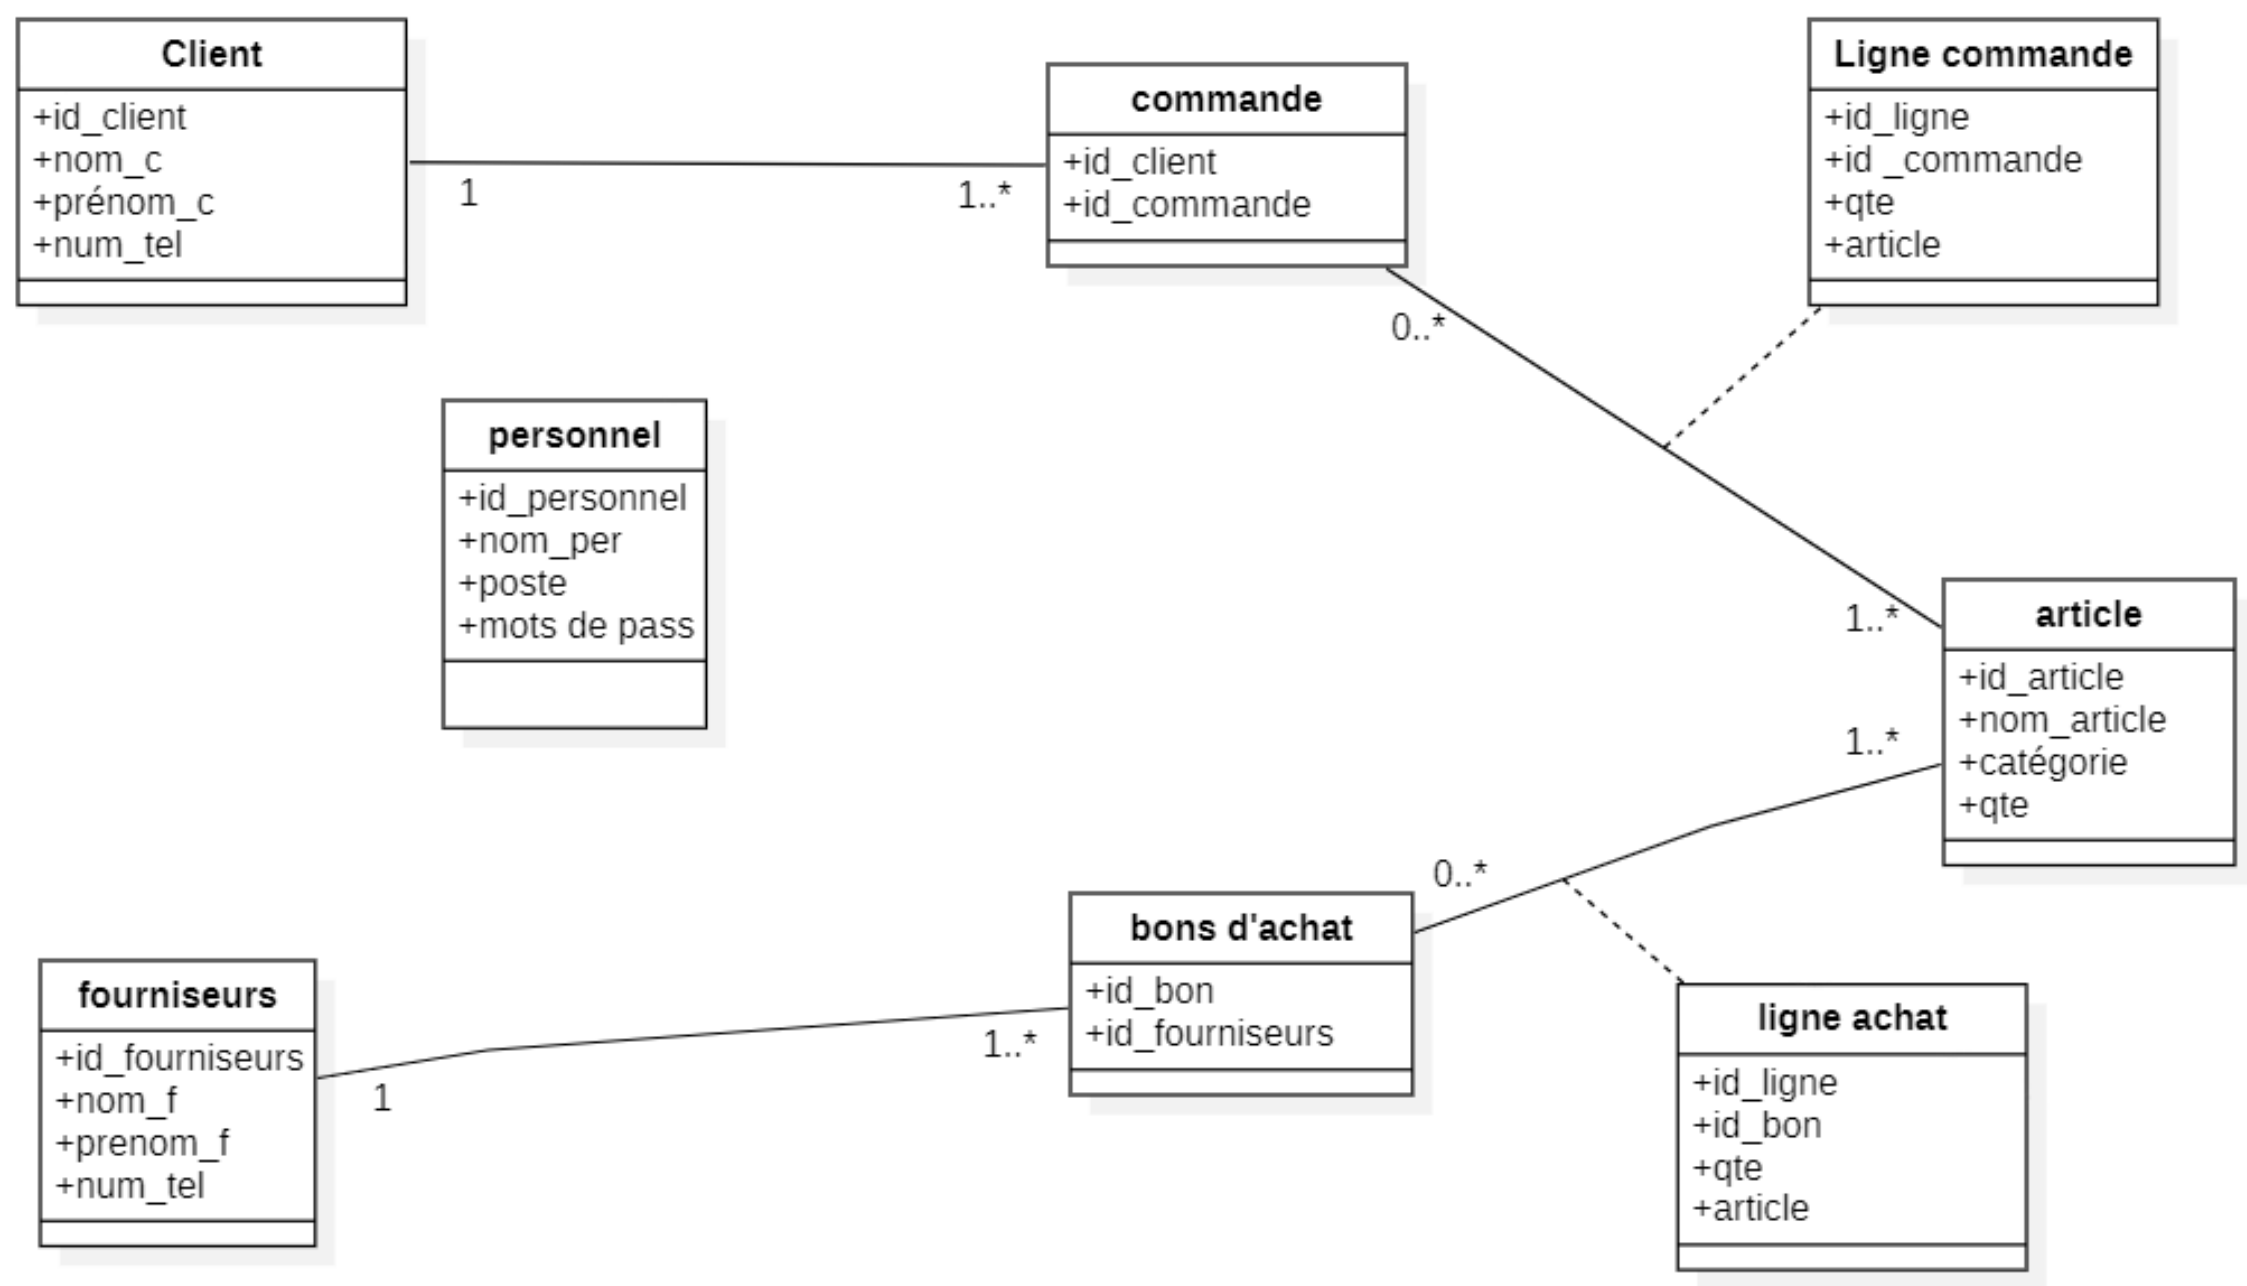 Client
+id_client
+nom_c
+prénom_c
+num_tel
1
1..*
commande
+id_client
+id_commande
0..*
Ligne commande
+id_ligne
+id _commande
+qte
+article
personnel
+id_personnel
+nom_per
+poste
+mots de pass
1..*
article
+id_article
+nom_article
+catégorie
+qte
1..*
0..*
bons d'achat
+id_bon
+id_fourniseurs
fourniseurs
+id_fourniseurs
+nom_f
+prenom_f
+num_tel
1
1..*
ligne achat
+id_ligne
+id_bon
+qte
+article